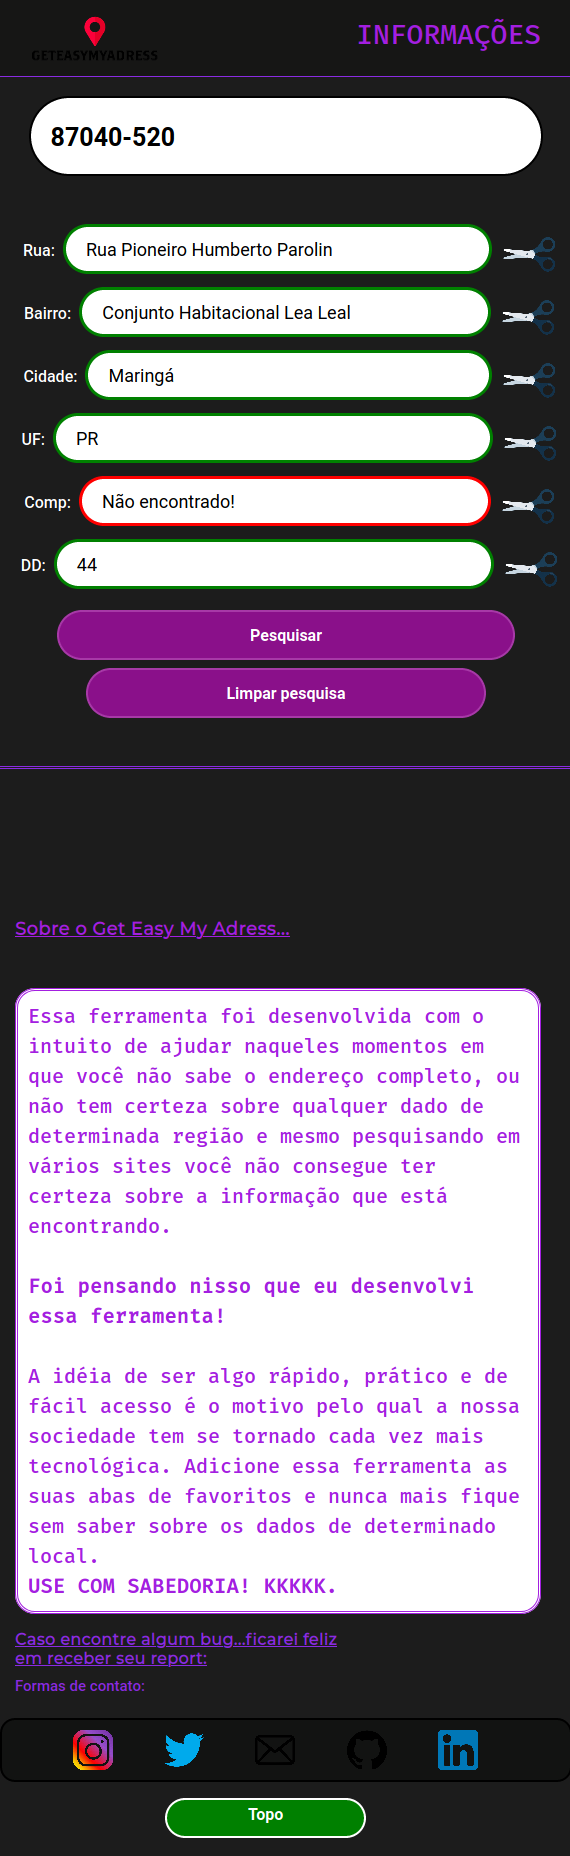 GETEASYMYADRESS
INFORMAÇÕES
87040-520
Rua: Rua Pioneiro Humberto Parolin
Bairro: Conjunto Habitacional Lea Leal
Cidade: Maringá
UF: PR
Comp: Não encontrado!
DD: 44
Pesquisar
Limpar pesquisa
Sobre o Get Easy My Adress...
Essa ferramenta foi desenvolvida com o
intuito de ajudar naqueles momentos em
que você não sabe o endereço completo, ou
não tem certeza sobre qualquer dado de
determinada região e mesmo pesquisando em
vários sites você não consegue ter
certeza sobre a informação que está
encontrando.
Foi pensando nisso que eu desenvolvi
essa ferramenta!
A idéia de ser algo rápido, prático e de
fácil acesso é o motivo pelo qual a nossa
sociedade tem se tornado cada vez mais
tecnológica. Adicione essa ferramenta as
suas abas de favoritos e nunca mais fique
sem saber sobre os dados de determinado
local.
USE COM SABEDORIA! KKKKK.
Caso encontre algum bug...ficarei feliz
em receber seu report:
Formas de contato:
in
Topo